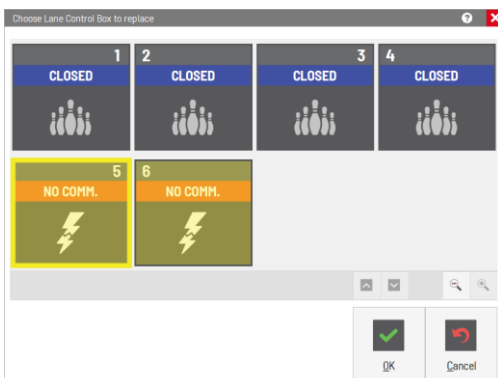 Choose Lane Control Box to replace
1 2 3 4
CLOSED CLOSED CLOSED CLOSED
5 6
NO COMM. NO COMM.
OK Cancel